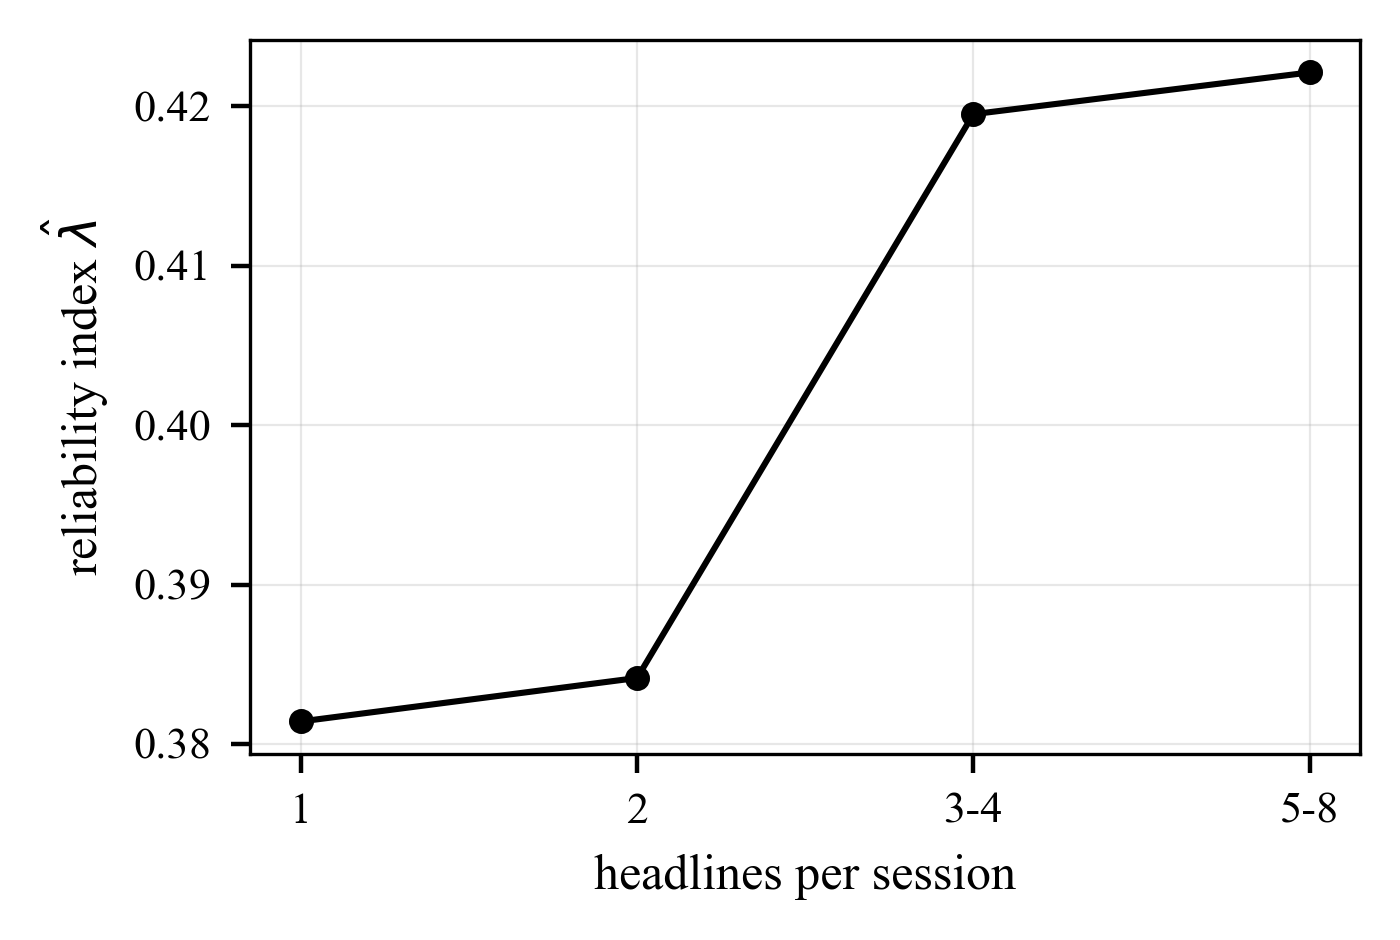 0.42
0.41
0.40
0.39
0.38
reliability index λ̂
1 2 3-4 5-8
headlines per session